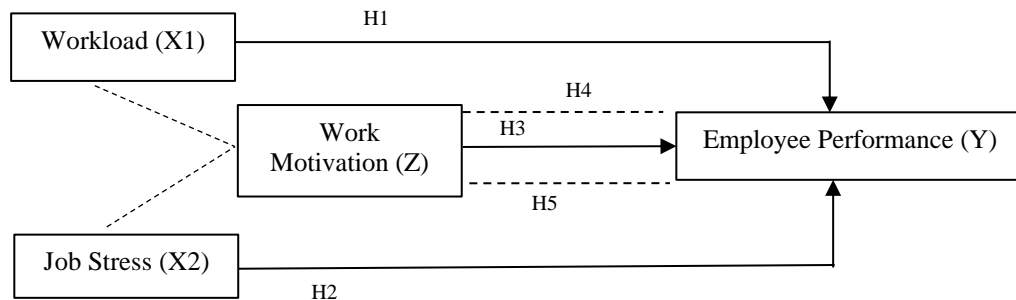 H1
Workload (X1)
H4
Work
Motivation (Z)
H3
Employee Performance (Y)
H5
Job Stress (X2)
H2